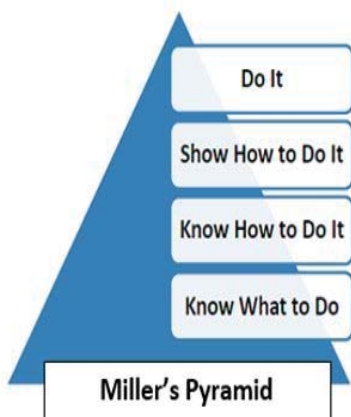 Do It
Show How to Do It
Know How to Do It
Know What to Do
Miller's Pyramid